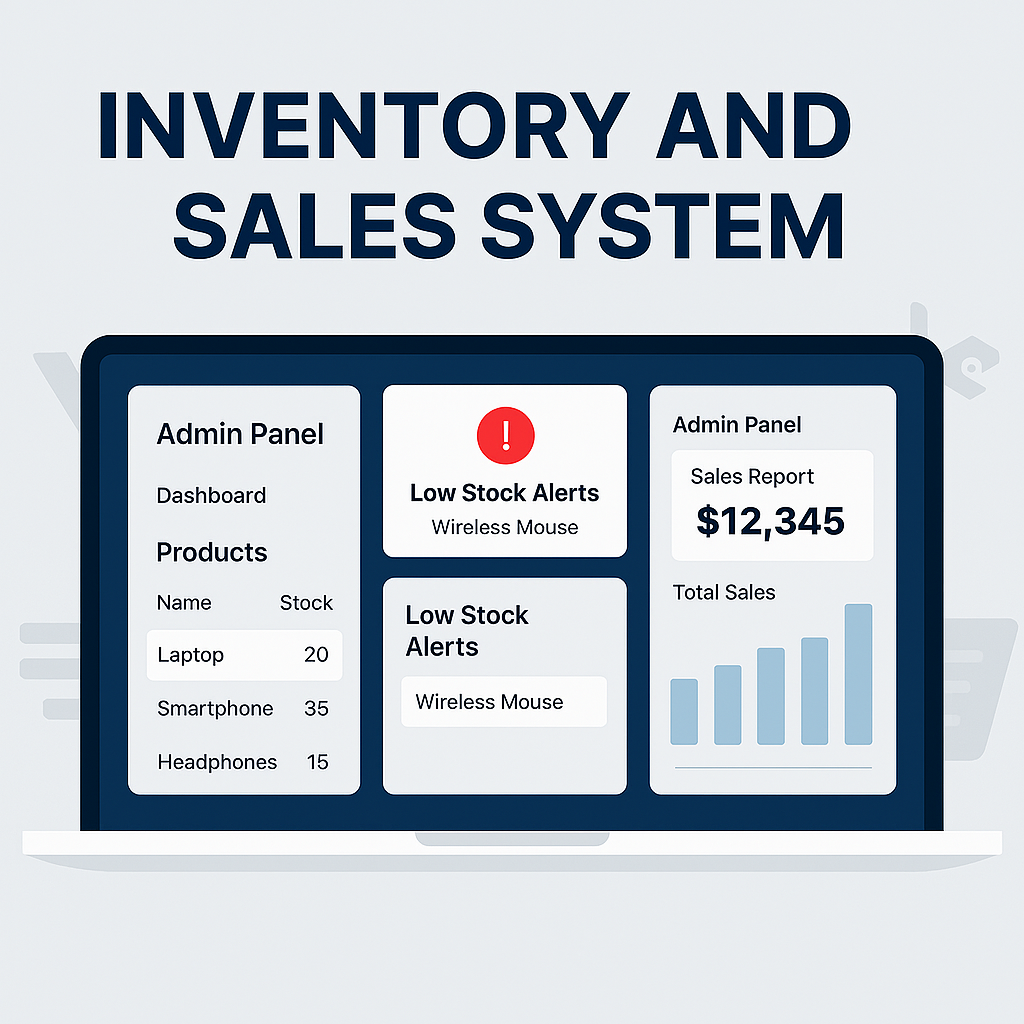 INVENTORY AND
SALES SYSTEM
Admin Panel
Dashboard
Products
Name Stock
Laptop 20
Smartphone 35
Headphones 15
!
Low Stock Alerts
Wireless Mouse
Low Stock
Alerts
Wireless Mouse
Admin Panel
Sales Report
$12,345
Total Sales